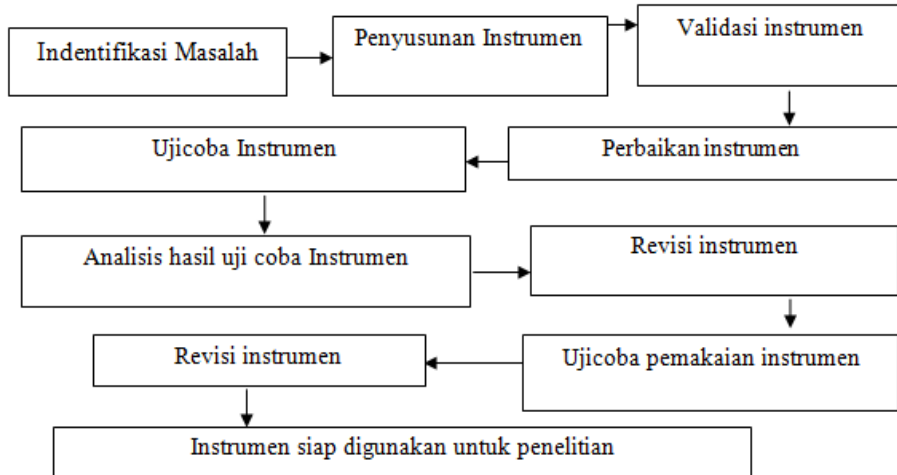 Indentifikasi Masalah
Penyusunan Instrumen
Validasi instrumen
Perbaikan instrumen
Ujicoba Instrumen
Analisis hasil uji coba Instrumen
Revisi instrumen
Ujicoba pemakaian instrumen
Revisi instrumen
Instrumen siap digunakan untuk penelitian